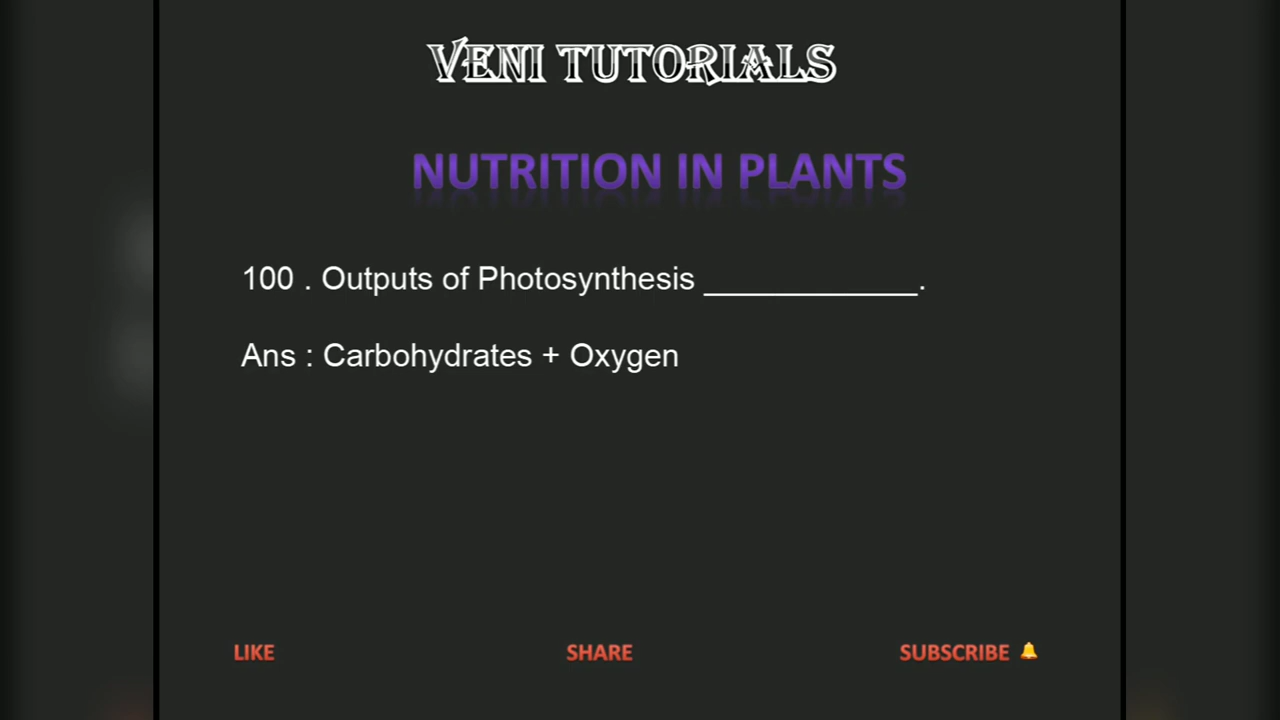 VENI TUTORIALS
NUTRITION IN PLANTS
100 . Outputs of Photosynthesis ____________.
Ans : Carbohydrates + Oxygen
LIKE SHARE SUBSCRIBE 🔔